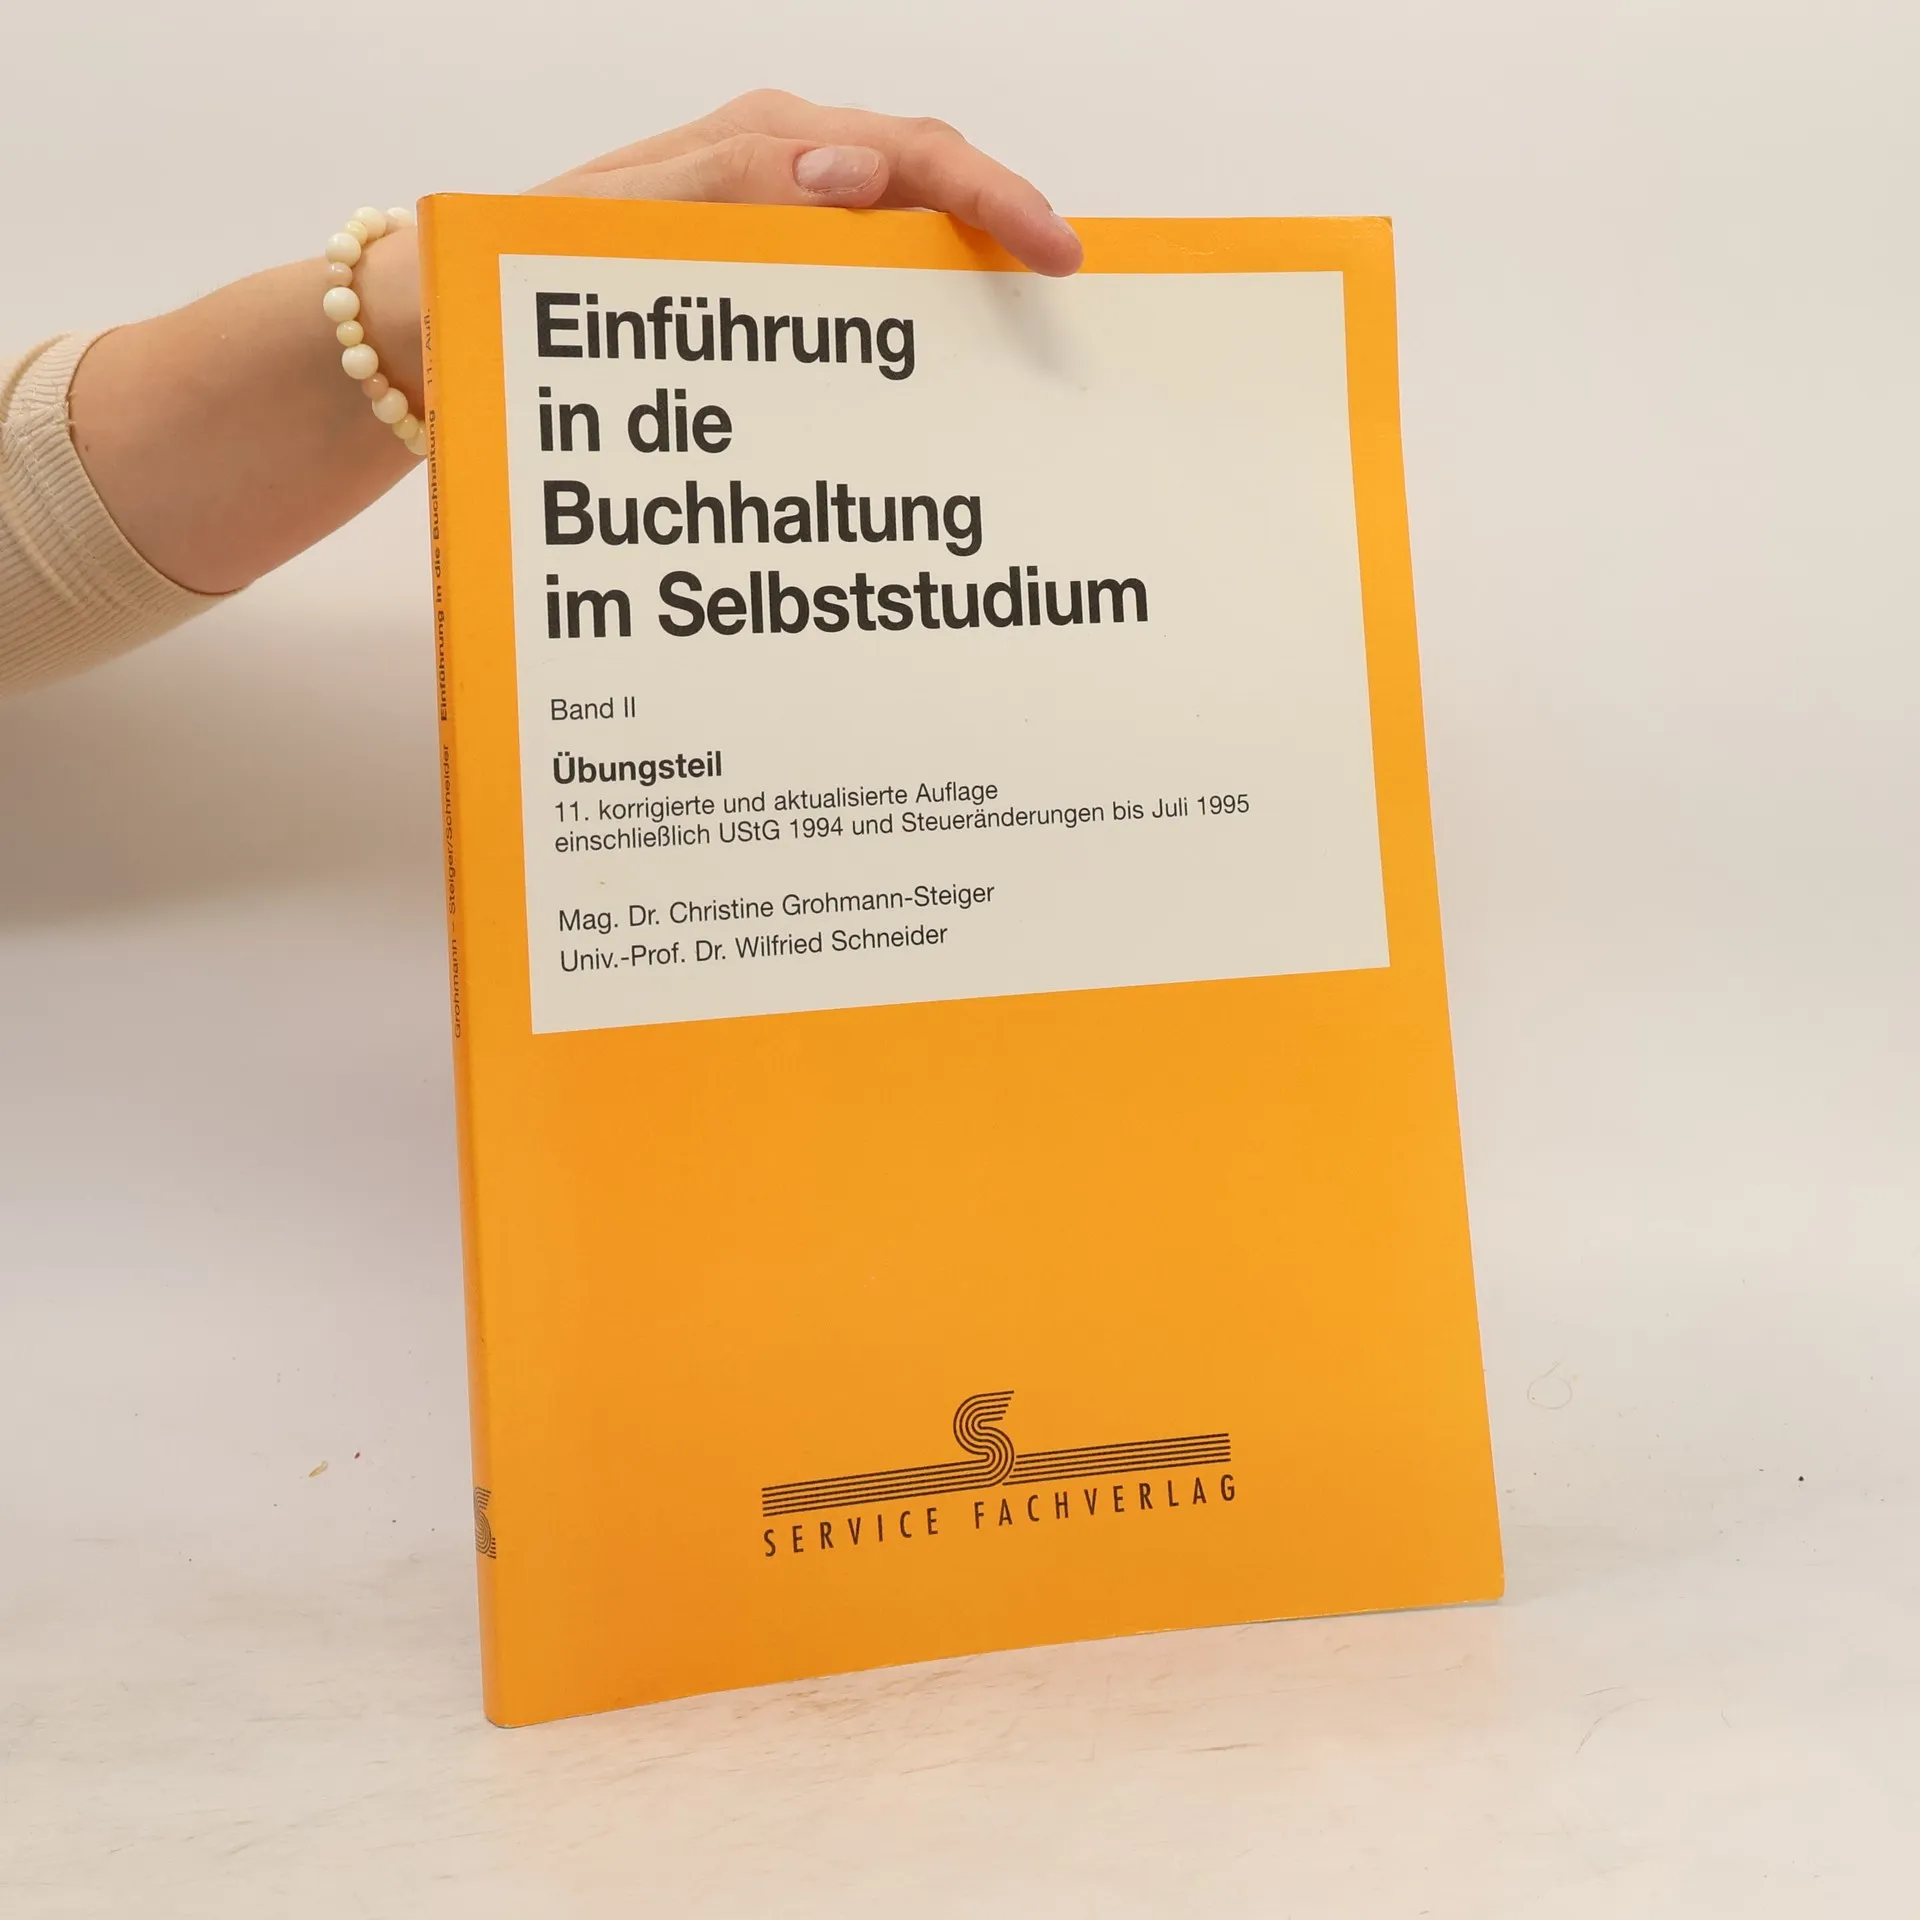 Einführung
in die
Buchhaltung
im Selbststudium
Band II
Übungsteil
11. korrigierte und aktualisierte Auflage
einschließlich UStG 1994 und Steueränderungen bis Juli 1995
Mag. Dr. Christine Grohmann-Steiger
Univ.-Prof. Dr. Wilfried Schneider
SERVICE FACHVERLAG
Grohmann - Steiger/Schneider Einführung in die Buchhaltung 11. Aufl.